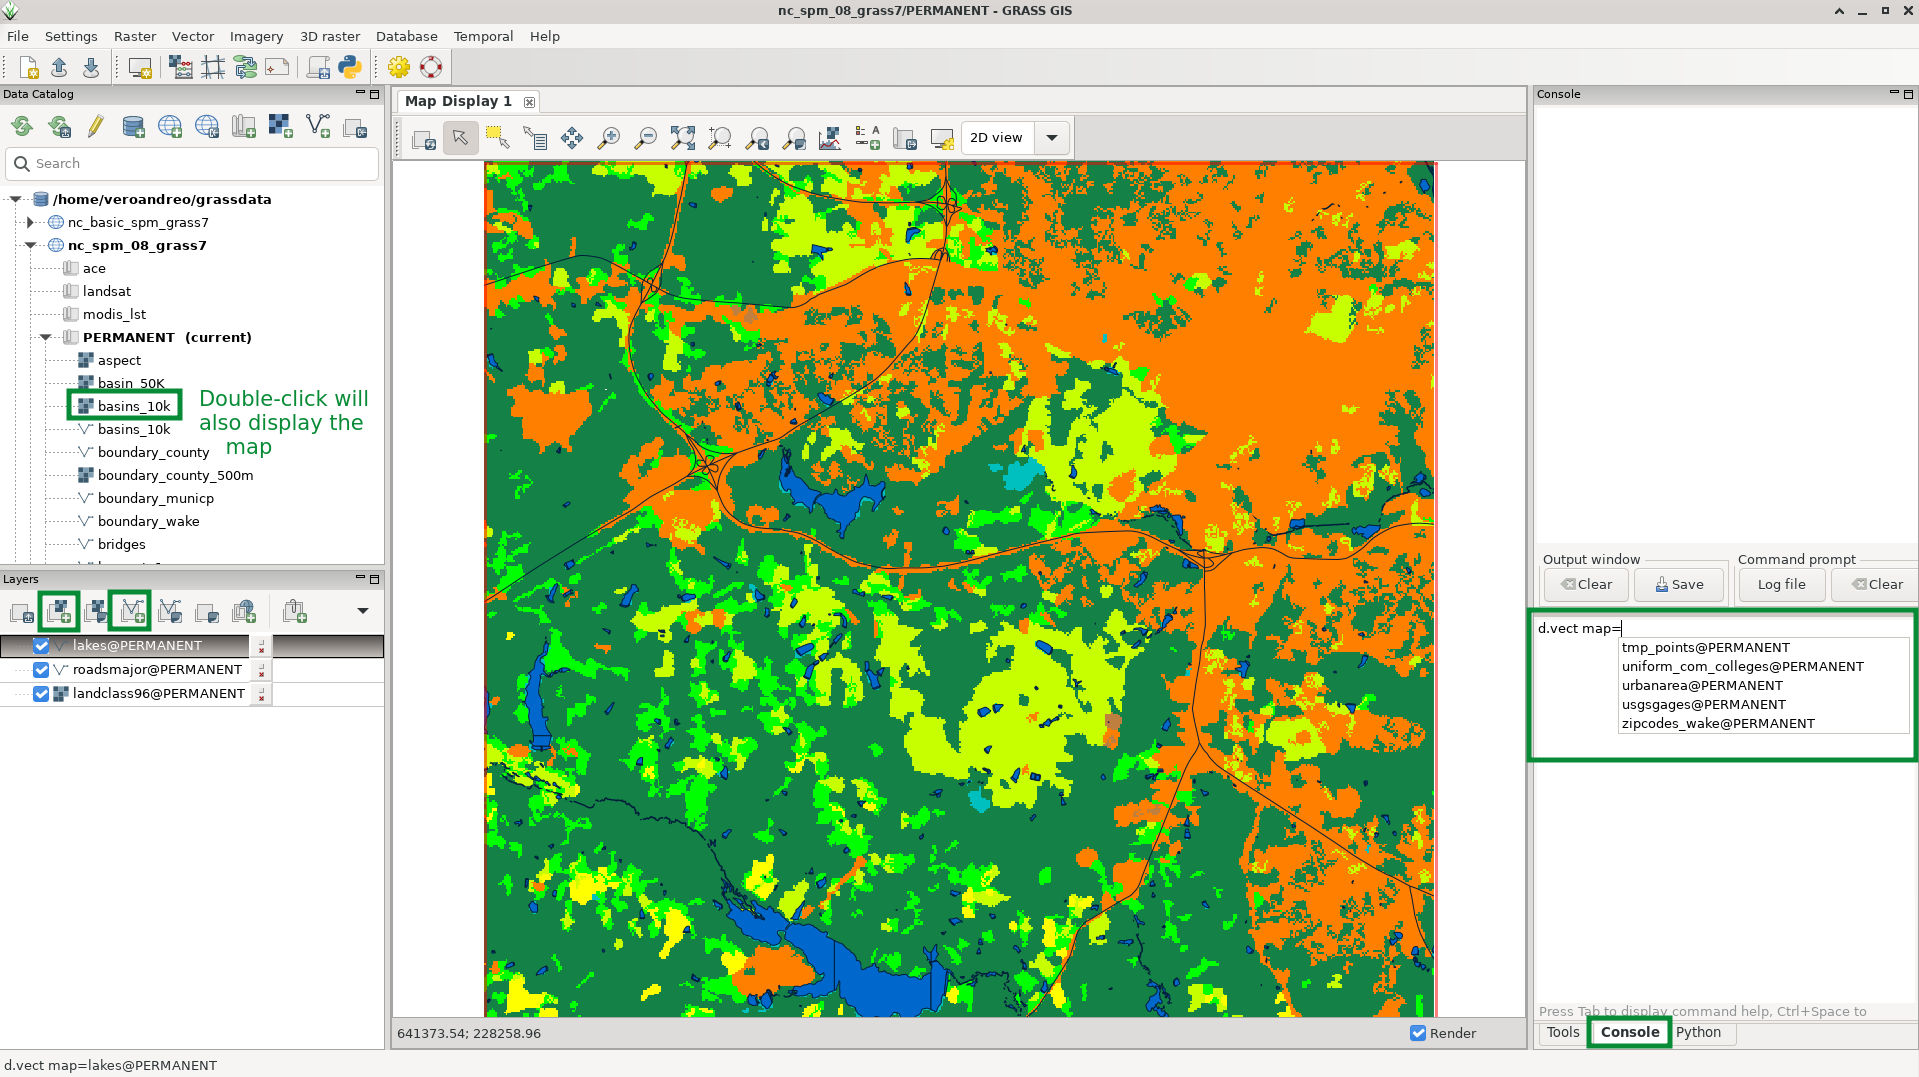 nc_spm_08_grass7/PERMANENT - GRASS GIS
File Settings Raster Vector Imagery 3D raster Database Temporal Help
Data Catalog
Search
/home/veroandreo/grassdata
nc_basic_spm_grass7
nc_spm_08_grass7
ace
landsat
modis_lst
PERMANENT (current)
aspect
basin_50K
basins_10k
basins_10k
boundary_county
boundary_county_500m
boundary_municp
boundary_wake
bridges
Double-click will
also display the
map
Layers
lakes@PERMANENT
roadsmajor@PERMANENT
landclass96@PERMANENT
Map Display 1
2D view
641373.54; 228258.96
Render
Console
Output window Command prompt
Clear Save Log file Clear
d.vect map=
tmp_points@PERMANENT
uniform_com_colleges@PERMANENT
urbanarea@PERMANENT
usgsgages@PERMANENT
zipcodes_wake@PERMANENT
Press Tab to display command help, Ctrl+Space to
Tools Console Python
d.vect map=lakes@PERMANENT